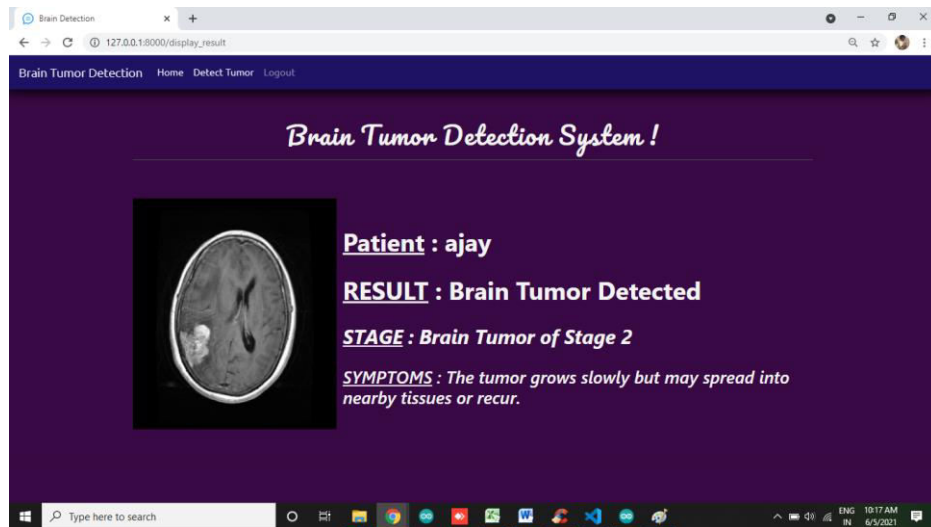 Brain Detection
127.0.0.1:8000/display_result
Brain Tumor Detection Home Detect Tumor Logout
Brain Tumor Detection System !
Patient : ajay
RESULT : Brain Tumor Detected
STAGE : Brain Tumor of Stage 2
SYMPTOMS : The tumor grows slowly but may spread into
nearby tissues or recur.
Type here to search
ENG
IN
10:17 AM
6/5/2021